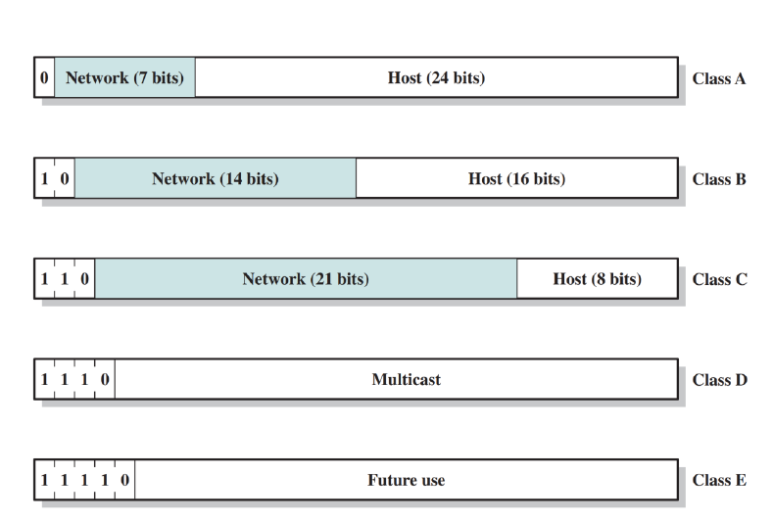 0 Network (7 bits) Host (24 bits) Class A
1 0 Network (14 bits) Host (16 bits) Class B
1 1 0 Network (21 bits) Host (8 bits) Class C
1 1 1 0 Multicast Class D
1 1 1 1 0 Future use Class E